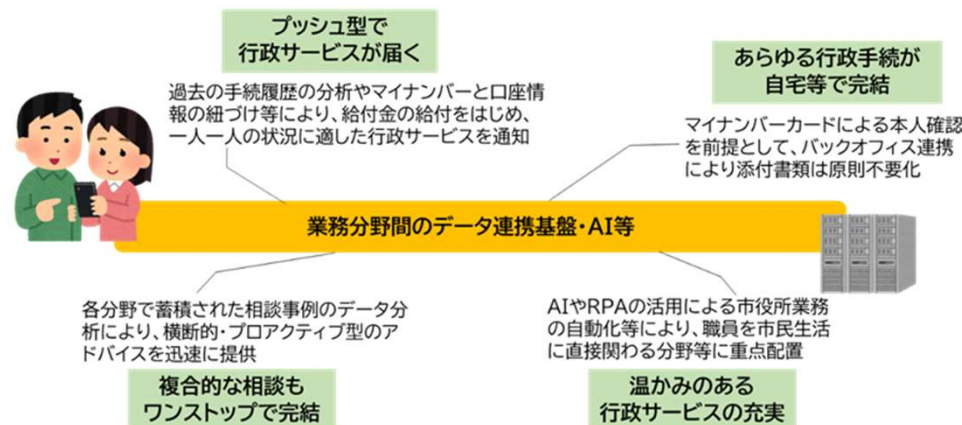 プッシュ型で
行政サービスが届く
過去の手続履歴の分析やマイナンバーと口座情
報の紐づけ等により、給付金の給付をはじめ、
一人一人の状況に適した行政サービスを通知
あらゆる行政手続が
自宅等で完結
マイナンバーカードによる本人確認
を前提として、バックオフィス連携
により添付書類は原則不要化
業務分野間のデータ連携基盤・AI等
各分野で蓄積された相談事例のデータ分
析により、横断的・プロアクティブ型のア
ドバイスを迅速に提供
複合的な相談も
ワンストップで完結
AIやRPAの活用による市役所業務
の自動化等により、職員を市民生活
に直接関わる分野等に重点配置
温かみのある
行政サービスの充実